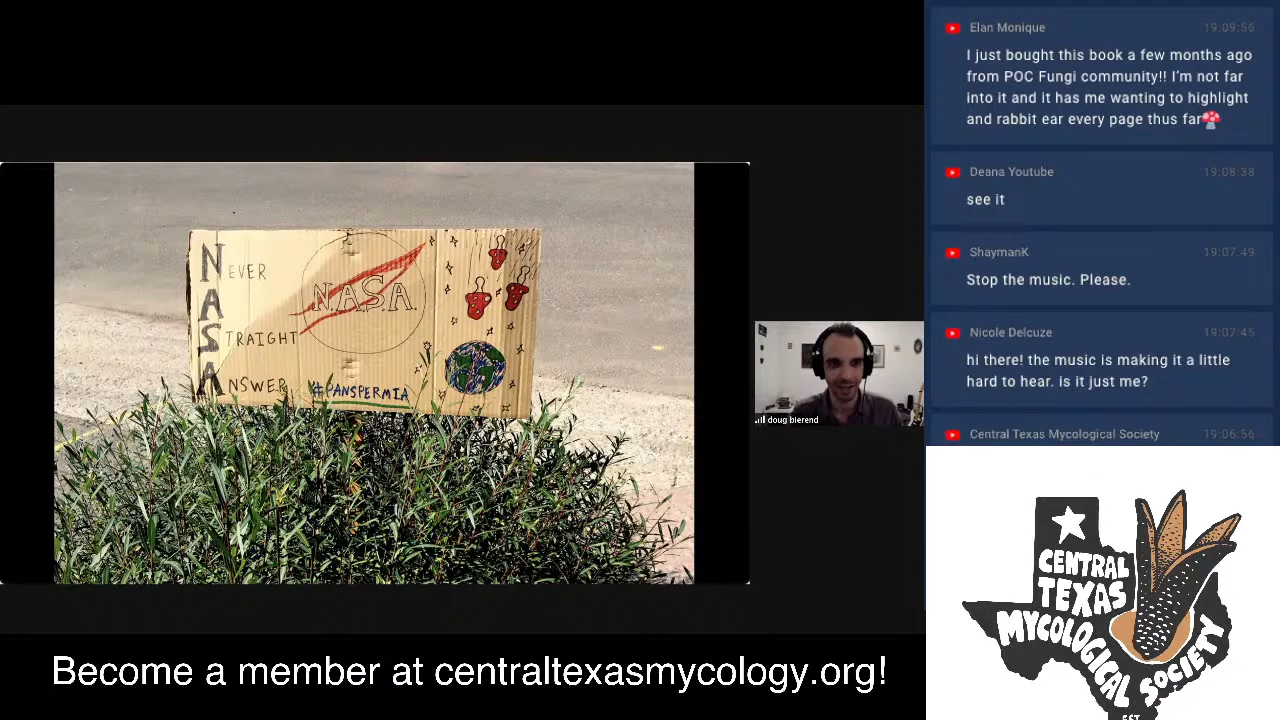 NEVER
N.A.S.A.
A
STRAIGHT
ANSWER
#PANSPERMIA
doug bierend
Become a member at centraltexasmycology.org!
Elan Monique 19:09:56
I just bought this book a few months ago
from POC Fungi community!! I'm not far
into it and it has me wanting to highlight
and rabbit ear every page thus far🍄
Deana Youtube 19:08:38
see it
ShaymanK 19:07:49
Stop the music. Please.
Nicole Delcuze 19:07:45
hi there! the music is making it a little
hard to hear. is it just me?
Central Texas Mycological Society 19:06:56
CENTRAL
TEXAS
MYCOLOGICAL
SOCIETY
EST